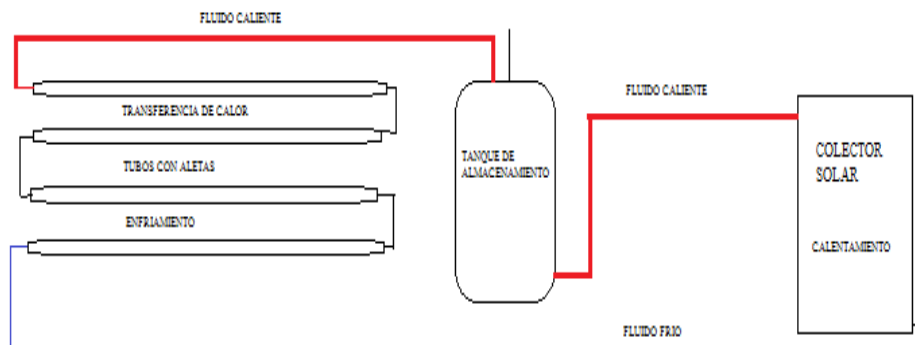 FLUIDO CALIENTE
TRANSFERENCIA DE CALOR
TUBOS CON ALETAS
ENFRIAMIENTO
TANQUE DE
ALMACENAMIENTO
FLUIDO CALIENTE
COLECTOR
SOLAR
CALENTAMIENTO
FLUIDO FRIO